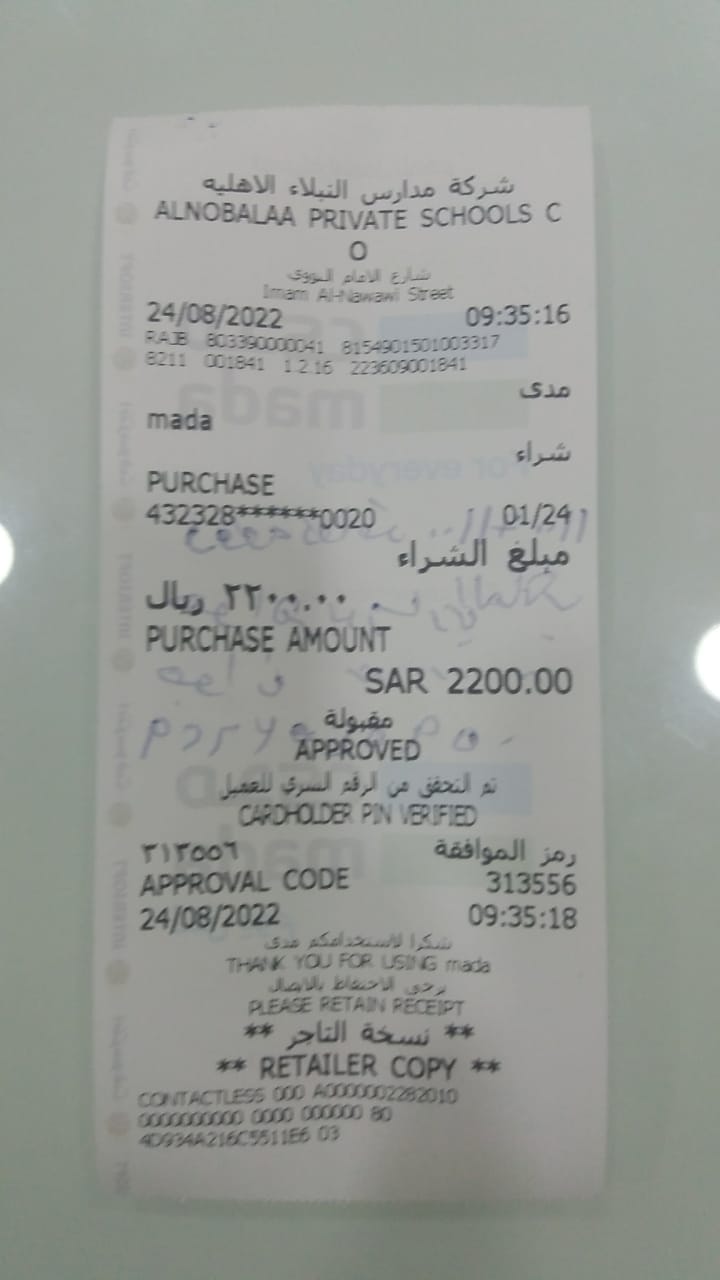 شركة مدارس النبلاء الاهليه
ALNOBALAA PRIVATE SCHOOLS C
O
شارع الامام النووي
Imam Al-Nawawi Street
24/08/2022 09:35:16
RAJB 803390000041 8154901501003317
8211 001841 1.2.16 223609001841
مدى
mada
شراء
PURCHASE
432328******0020 01/24
مبلغ الشراء
٢٢٠٠.٠٠ ريال
PURCHASE AMOUNT
SAR 2200.00
مقبولة
APPROVED
تم التحقق من الرقم السري للعميل
CARDHOLDER PIN VERIFIED
رمز الموافقة ٣١٣٥٥٦
APPROVAL CODE 313556
24/08/2022 09:35:18
شكرا لاستخدامكم مدى
THANK YOU FOR USING mada
يرجى الاحتفاظ بالايصال
PLEASE RETAIN RECEIPT
** نسخة التاجر **
** RETAILER COPY **
CONTACTLESS 000 A0000002282010
0000000000 0000 000000 80
4D934A216C5511E6 03